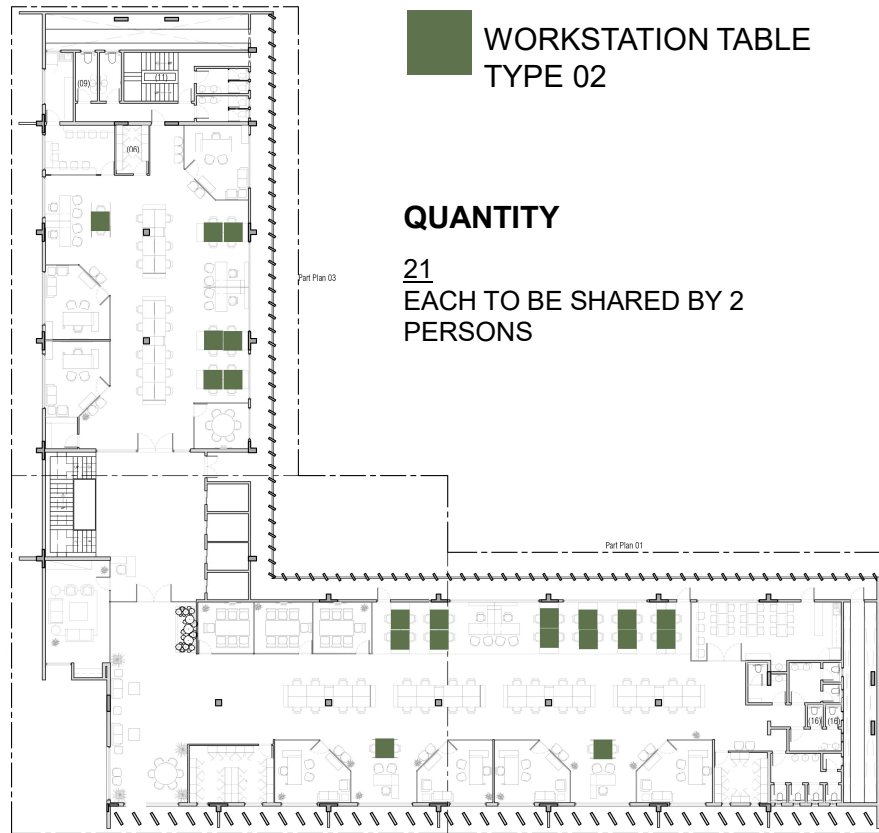 WORKSTATION TABLE
TYPE 02
(09)
(06)
QUANTITY
21
EACH TO BE SHARED BY 2
PERSONS
Part Plan 03
Part Plan 01
(16)
(16)